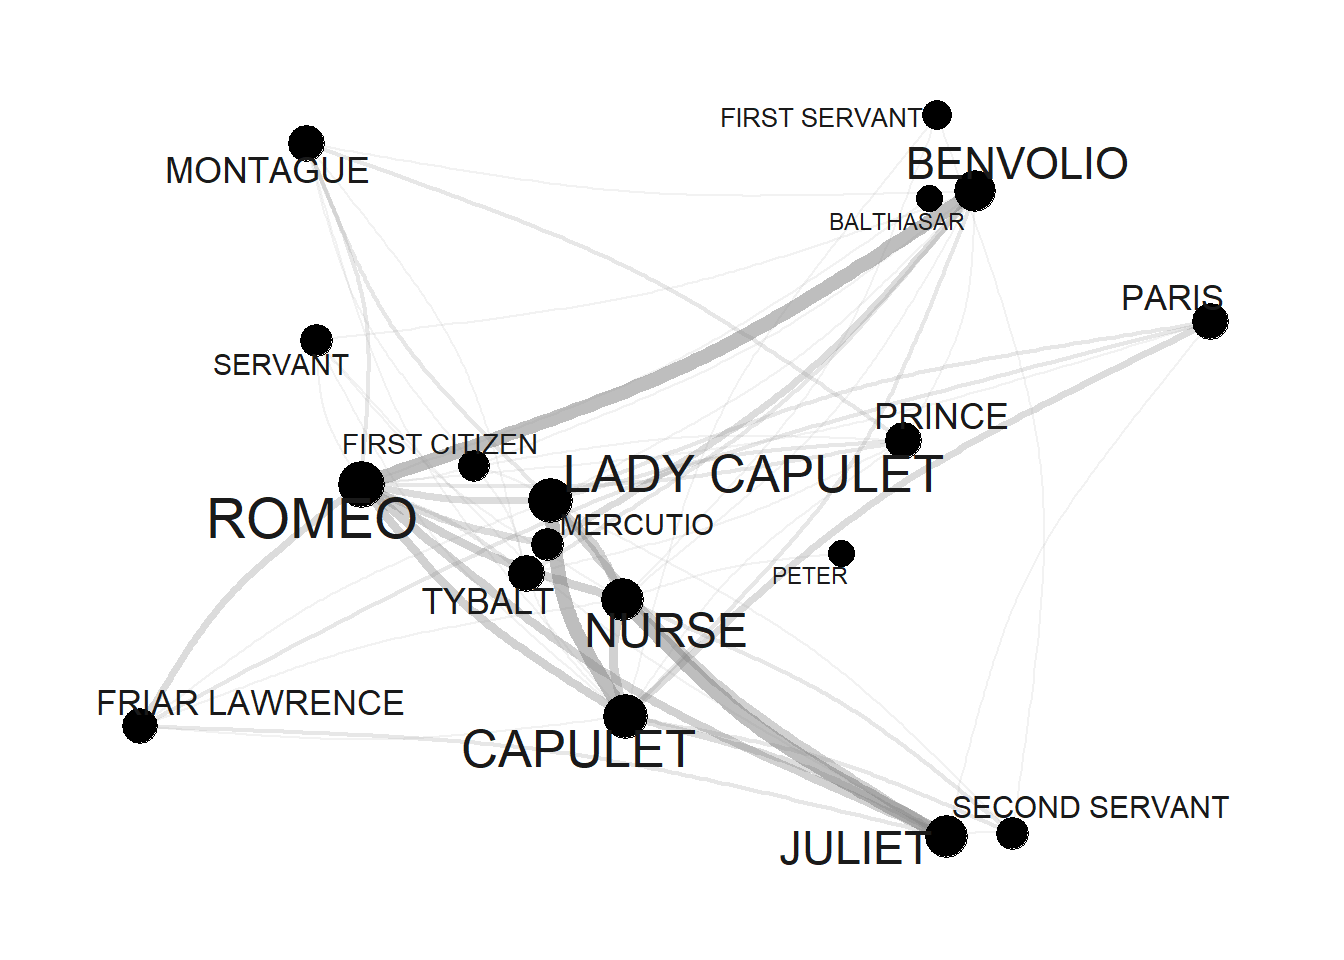 FIRST SERVANT
BENVOLIO
MONTAGUE
BALTHASAR
PARIS
SERVANT
PRINCE
FIRST CITIZEN
LADY CAPULET
ROMEO
MERCUTIO
PETER
TYBALT
NURSE
FRIAR LAWRENCE
CAPULET
SECOND SERVANT
JULIET